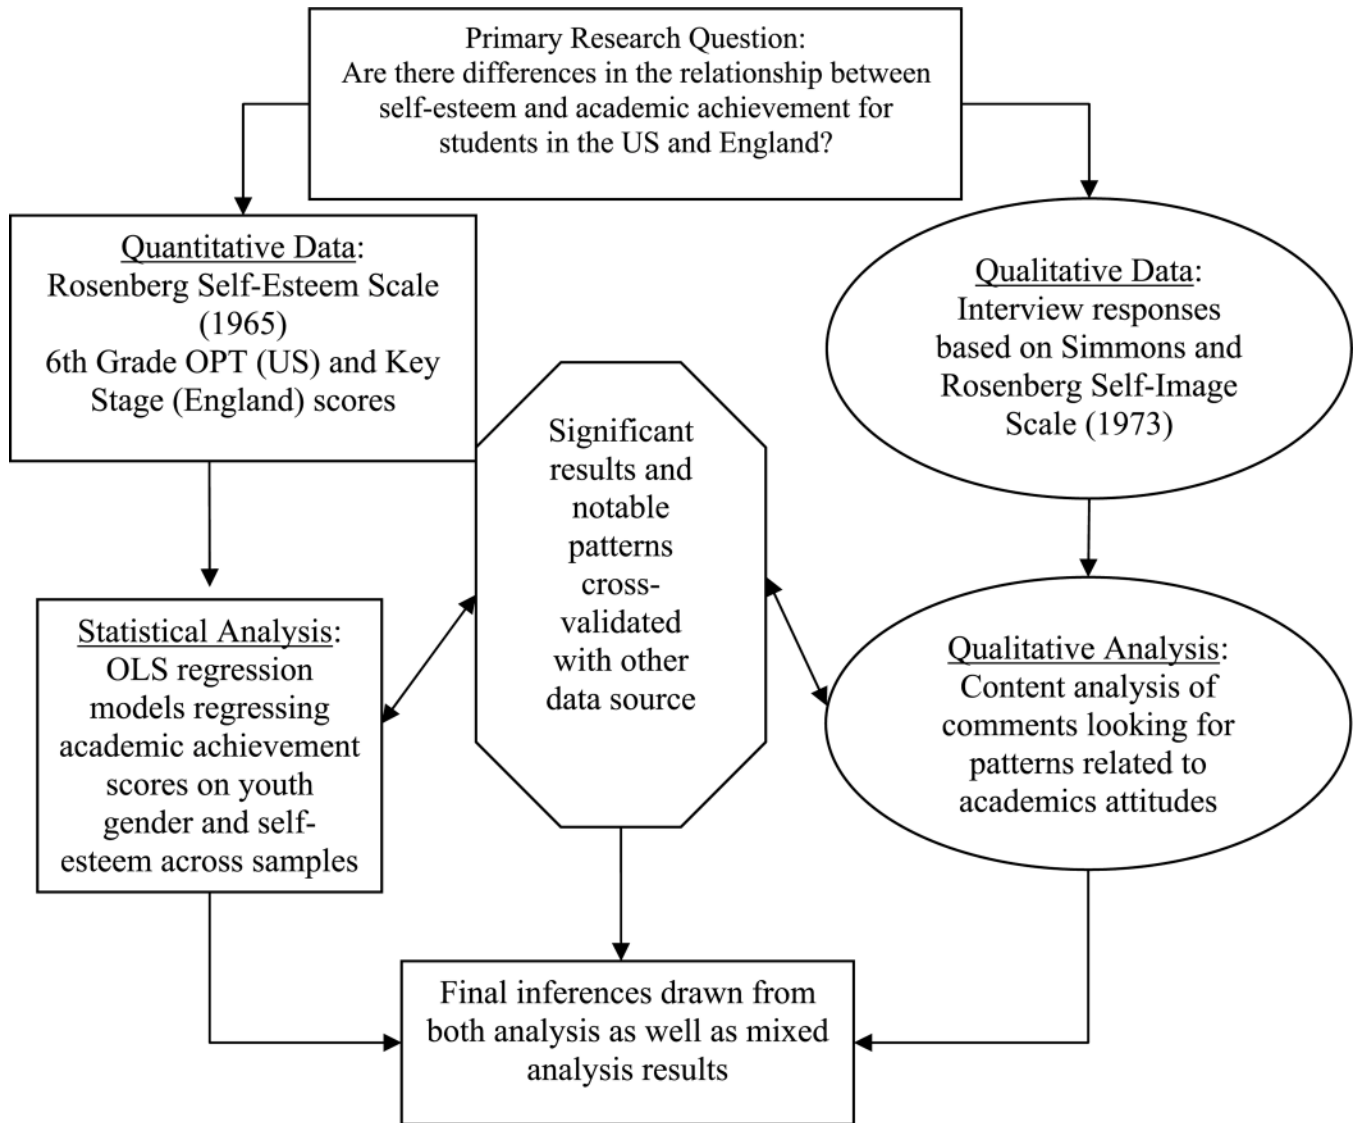 Primary Research Question:
Are there differences in the relationship between
self-esteem and academic achievement for
students in the US and England?
Quantitative Data:
Rosenberg Self-Esteem Scale
(1965)
6th Grade OPT (US) and Key
Stage (England) scores
Qualitative Data:
Interview responses
based on Simmons and
Rosenberg Self-Image
Scale (1973)
Significant
results and
notable
patterns
cross-
validated
with other
data source
Statistical Analysis:
OLS regression
models regressing
academic achievement
scores on youth
gender and self-
esteem across samples
Qualitative Analysis:
Content analysis of
comments looking for
patterns related to
academics attitudes
Final inferences drawn from
both analysis as well as mixed
analysis results